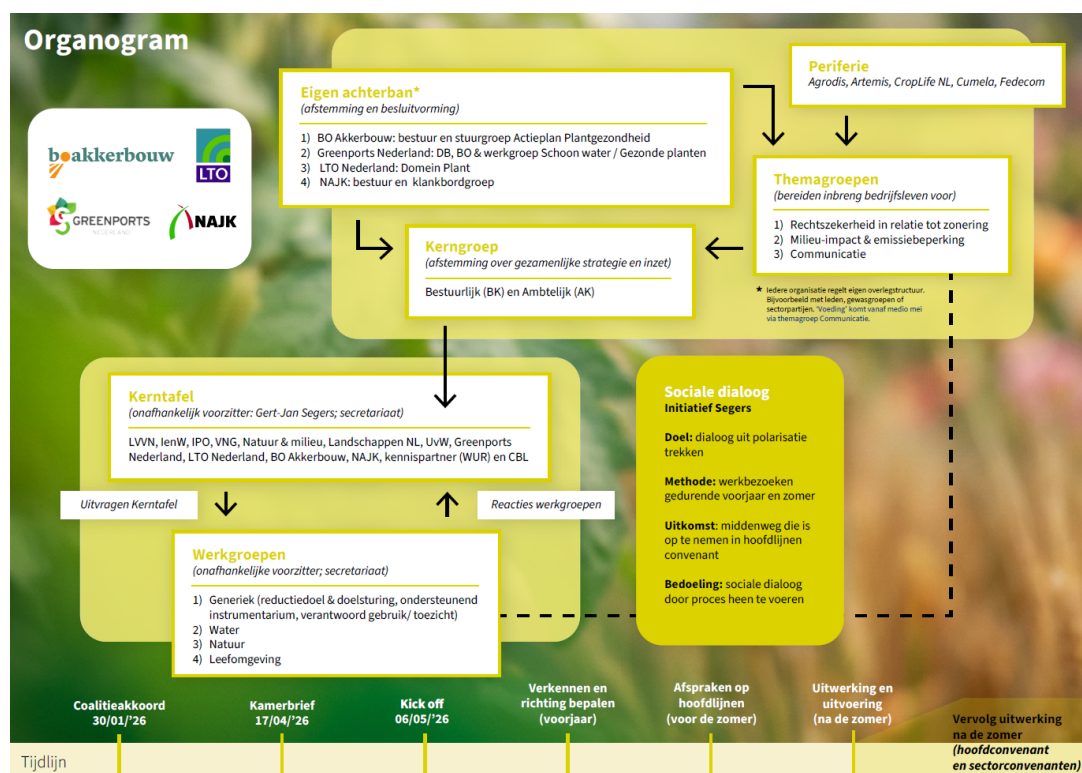 Organogram
boakkerbouw
LTO
GREENPORTS
NEDERLAND
NAJK
Eigen achterban*
(afstemming en besluitvorming)
1) BO Akkerbouw: bestuur en stuurgroep Actieplan Plantgezondheid
2) Greenports Nederland: DB, BO & werkgroep Schoon water / Gezonde planten
3) LTO Nederland: Domein Plant
4) NAJK: bestuur en klankbordgroep
Periferie
Agrodis, Artemis, CropLife NL, Cumela, Fedecom
Themagroepen
(bereiden inbreng bedrijfsleven voor)
1) Rechtszekerheid in relatie tot zonering
2) Milieu-impact & emissiebeperking
3) Communicatie
Kerngroep
(afstemming over gezamenlijke strategie en inzet)
Bestuurlijk (BK) en Ambtelijk (AK)
★ Iedere organisatie regelt eigen overlegstructuur.
Bijvoorbeeld met leden, gewasgroepen of
sectorpartijen. 'Voeding' komt vanaf medio mei
via themagroep Communicatie.
Kerntafel
(onafhankelijk voorzitter: Gert-Jan Segers; secretariaat)
LVVN, IenW, IPO, VNG, Natuur & milieu, Landschappen NL, UvW, Greenports
Nederland, LTO Nederland, BO Akkerbouw, NAJK, kennispartner (WUR) en CBL
Uitvragen Kerntafel
Reacties werkgroepen
Werkgroepen
(onafhankelijke voorzitter; secretariaat)
1) Generiek (reductiedoel & doelsturing, ondersteunend
instrumentarium, verantwoord gebruik/ toezicht)
2) Water
3) Natuur
4) Leefomgeving
Sociale dialoog
Initiatief Segers
Doel: dialoog uit polarisatie
trekken
Methode: werkbezoeken
gedurende voorjaar en zomer
Uitkomst: middenweg die is
op te nemen in hoofdlijnen
convenant
Bedoeling: sociale dialoog
door proces heen te voeren
Coalitieakkoord
30/01/'26
Kamerbrief
17/04/'26
Kick off
06/05/'26
Verkennen en
richting bepalen
(voorjaar)
Afspraken op
hoofdlijnen
(voor de zomer)
Uitwerking en
uitvoering
(na de zomer)
Vervolg uitwerking
na de zomer
(hoofdconvenant
en sectorconvenanten)
Tijdlijn